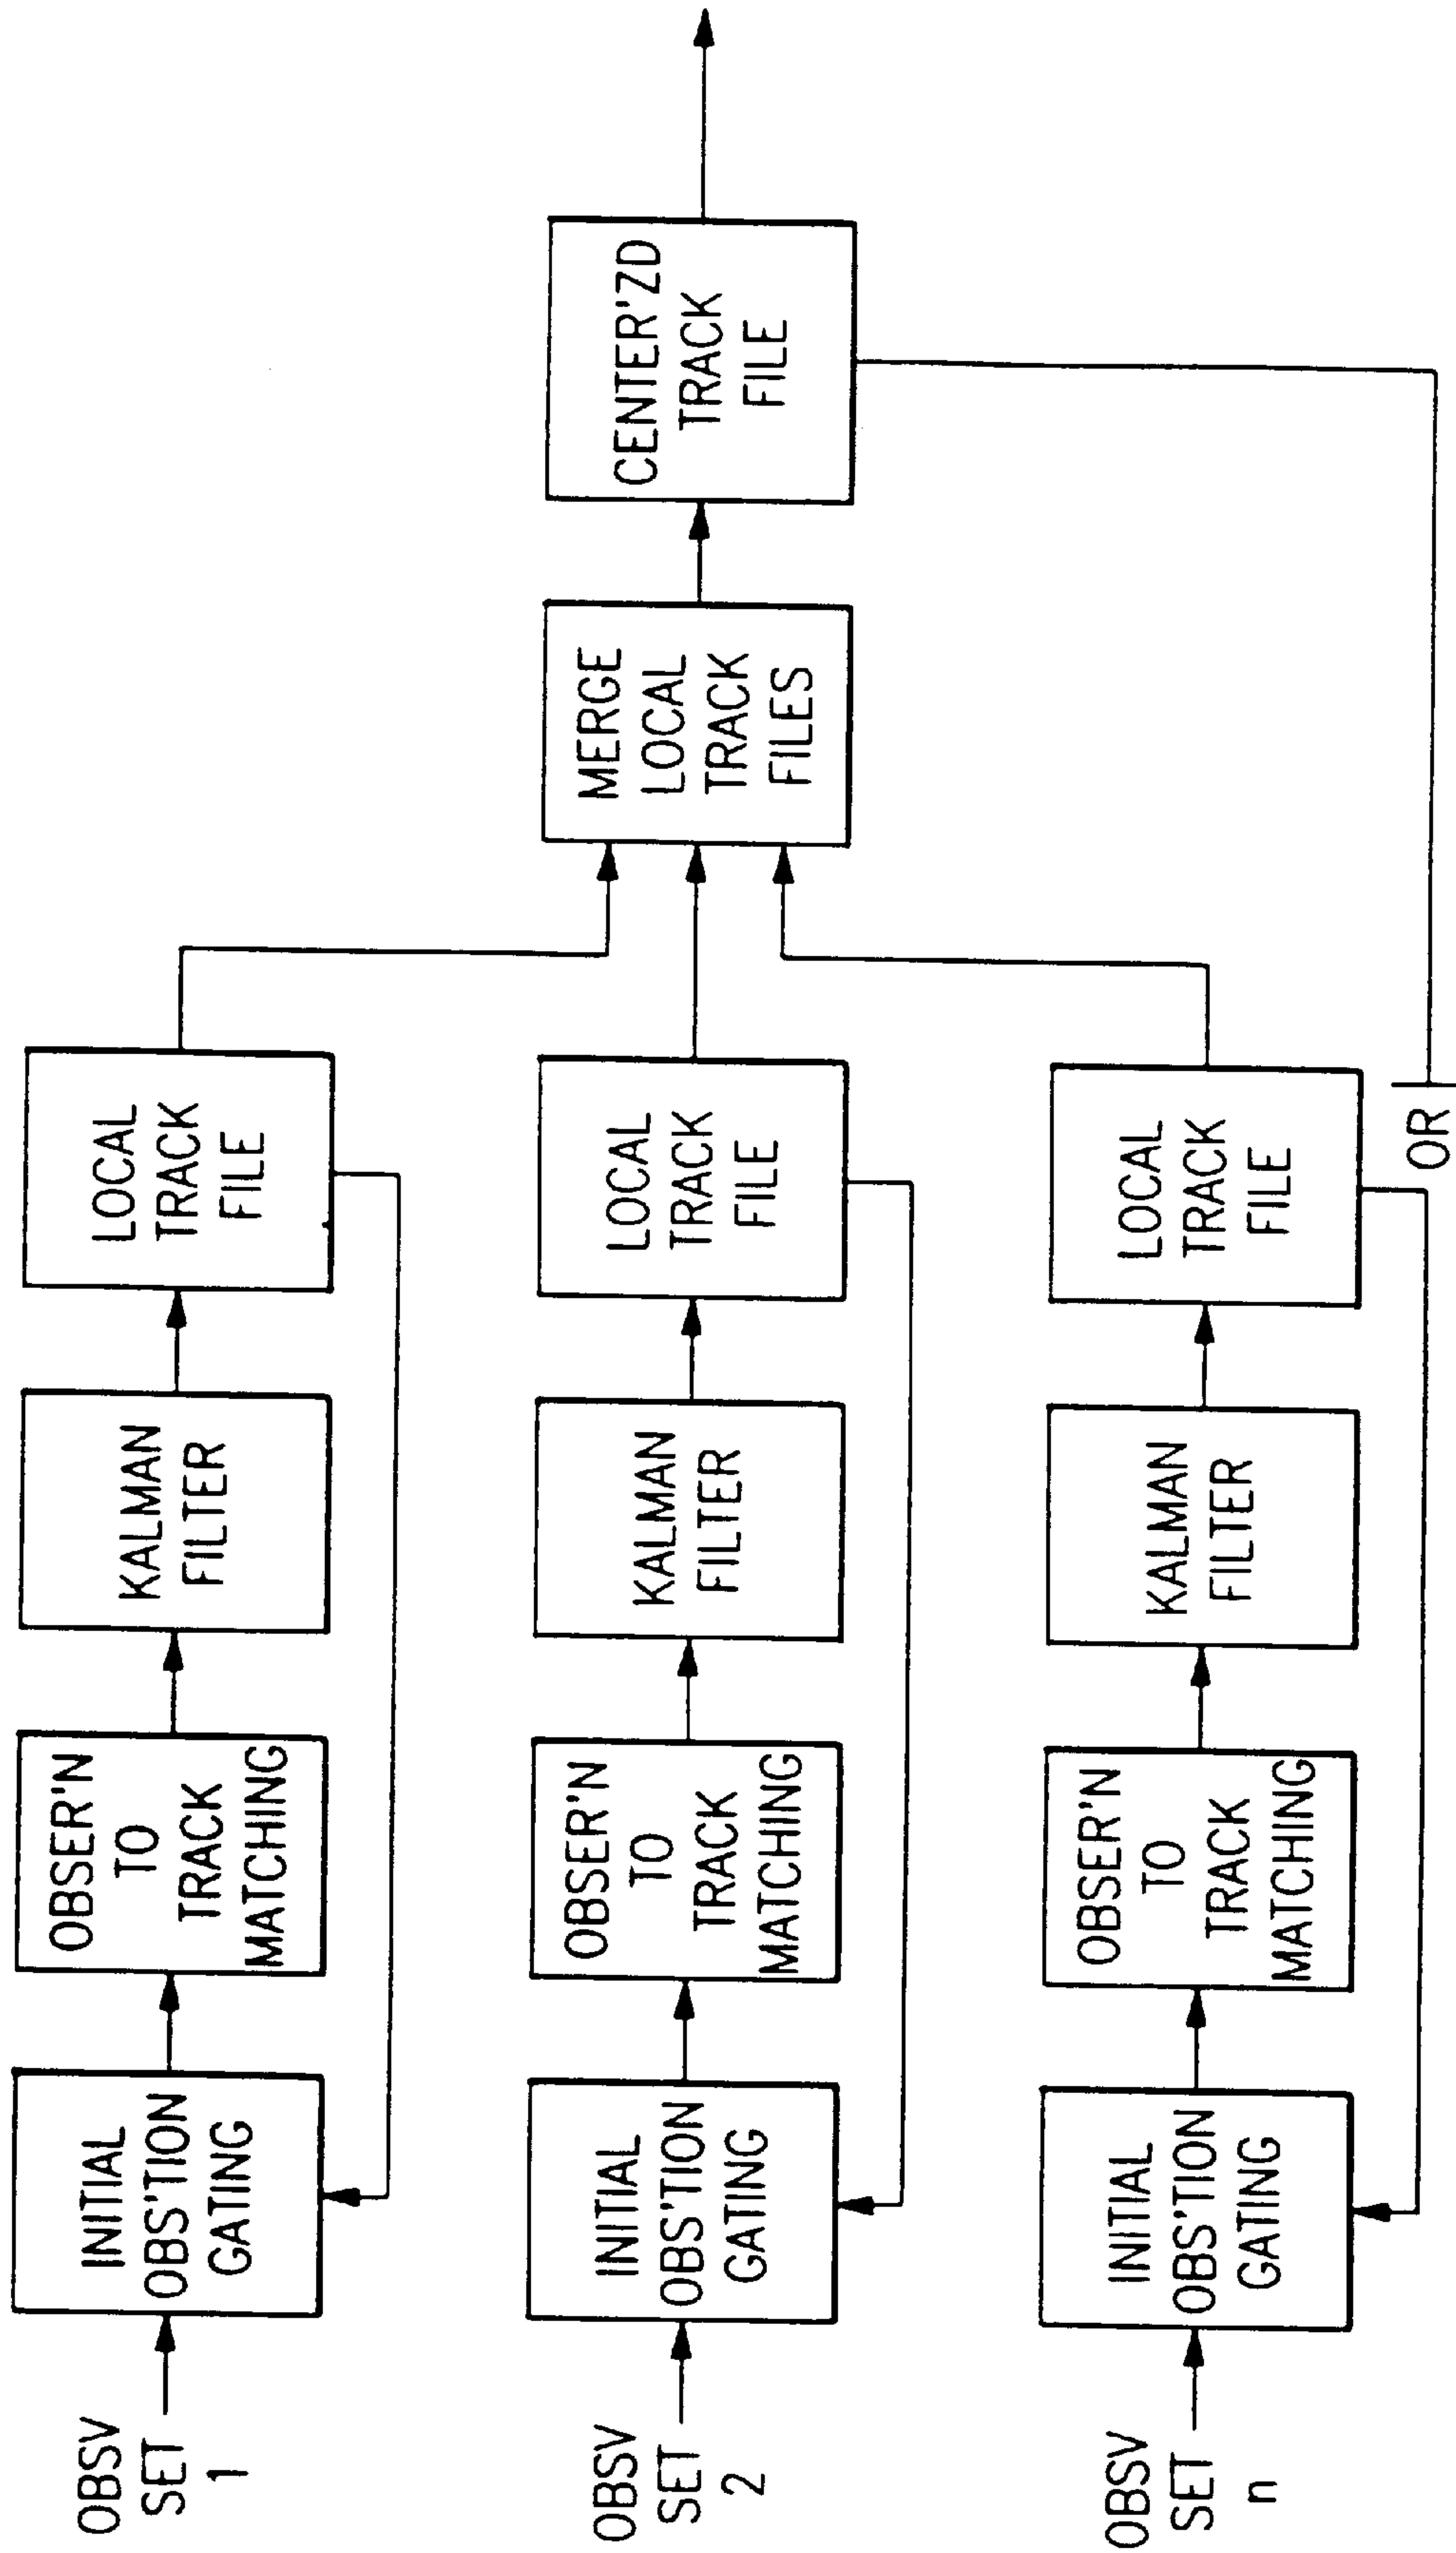 OBSV
SET
1
INITIAL
OBS'TION
GATING
OBSER'N
TO
TRACK
MATCHING
KALMAN
FILTER
LOCAL
TRACK
FILE
OBSV
SET
2
INITIAL
OBS'TION
GATING
OBSER'N
TO
TRACK
MATCHING
KALMAN
FILTER
LOCAL
TRACK
FILE
MERGE
LOCAL
TRACK
FILES
CENTER'ZD
TRACK
FILE
OBSV
SET
n
INITIAL
OBS'TION
GATING
OBSER'N
TO
TRACK
MATCHING
KALMAN
FILTER
LOCAL
TRACK
FILE
OR